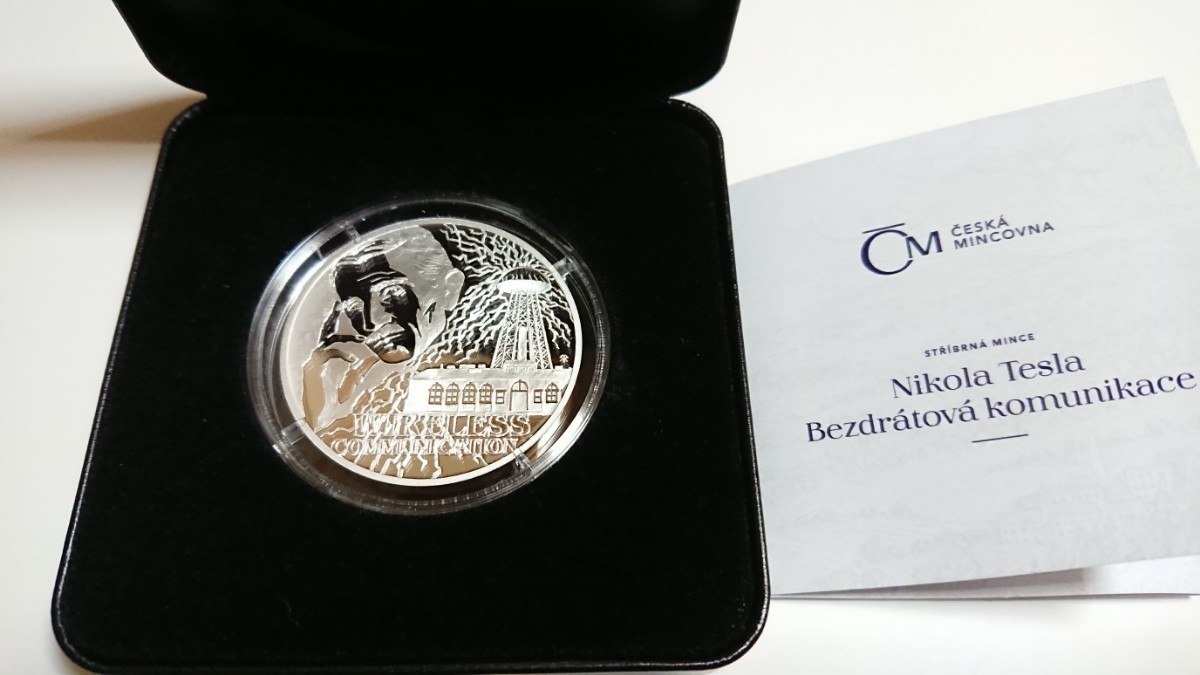 WIRELESS
COMMUNICATION
ČM ČESKÁ
MINCOVNA
STŘÍBRNÁ MINCE
Nikola Tesla
Bezdrátová komunikace